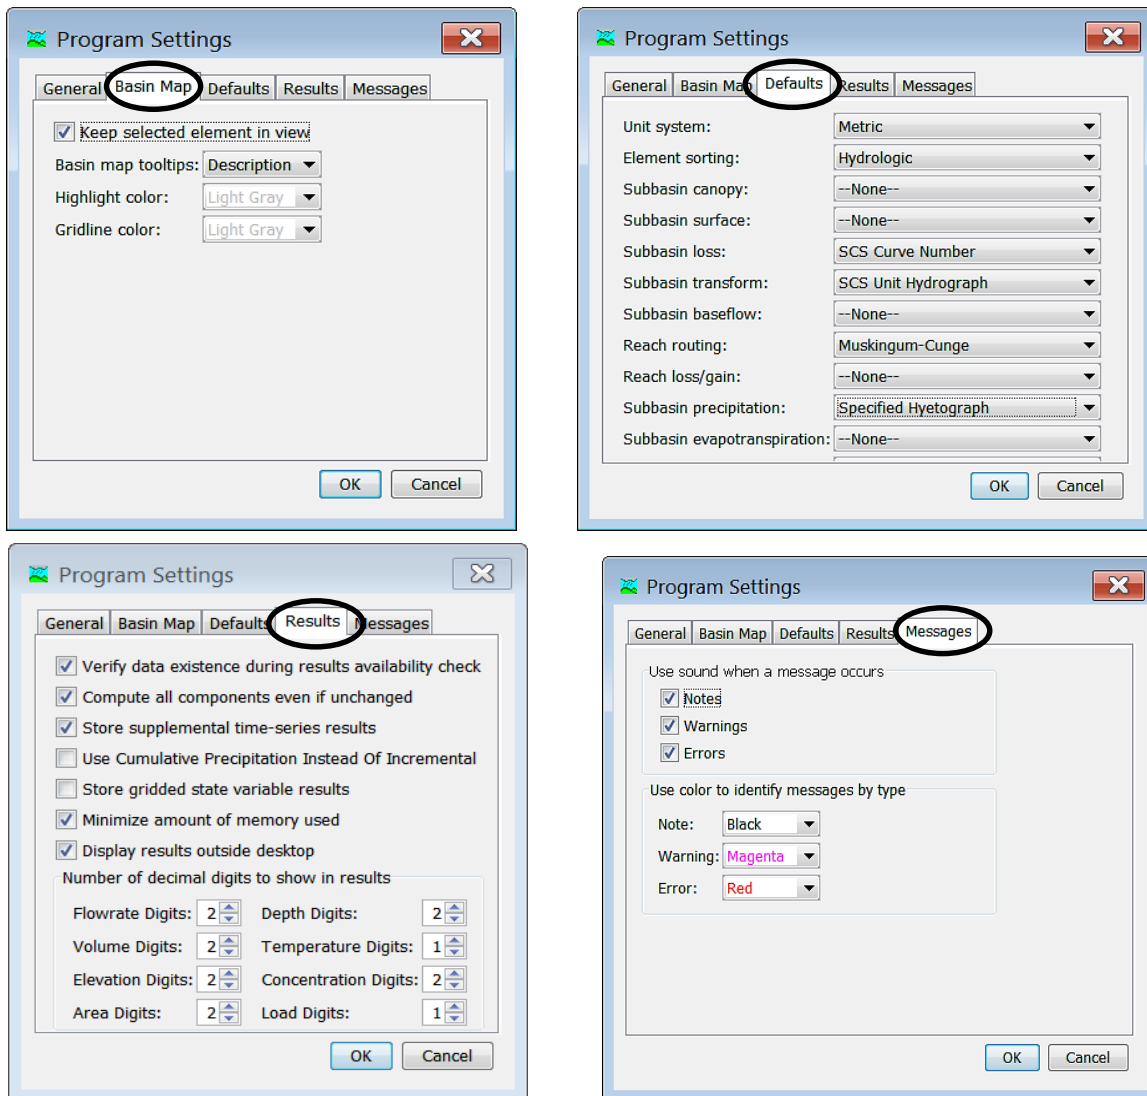 Program Settings
General Basin Map Defaults Results Messages
Keep selected element in view
Basin map tooltips: Description
Highlight color: Light Gray
Gridline color: Light Gray
OK Cancel
Program Settings
General Basin Map Defaults Results Messages
Unit system: Metric
Element sorting: Hydrologic
Subbasin canopy: --None--
Subbasin surface: --None--
Subbasin loss: SCS Curve Number
Subbasin transform: SCS Unit Hydrograph
Subbasin baseflow: --None--
Reach routing: Muskingum-Cunge
Reach loss/gain: --None--
Subbasin precipitation: Specified Hyetograph
Subbasin evapotranspiration: --None--
OK Cancel
Program Settings
General Basin Map Defaults Results Messages
Verify data existence during results availability check
Compute all components even if unchanged
Store supplemental time-series results
Use Cumulative Precipitation Instead Of Incremental
Store gridded state variable results
Minimize amount of memory used
Display results outside desktop
Number of decimal digits to show in results
Flowrate Digits: 2 Depth Digits: 2
Volume Digits: 2 Temperature Digits: 1
Elevation Digits: 2 Concentration Digits: 2
Area Digits: 2 Load Digits: 1
OK Cancel
Program Settings
General Basin Map Defaults Results Messages
Use sound when a message occurs
Notes
Warnings
Errors
Use color to identify messages by type
Note: Black
Warning: Magenta
Error: Red
OK Cancel